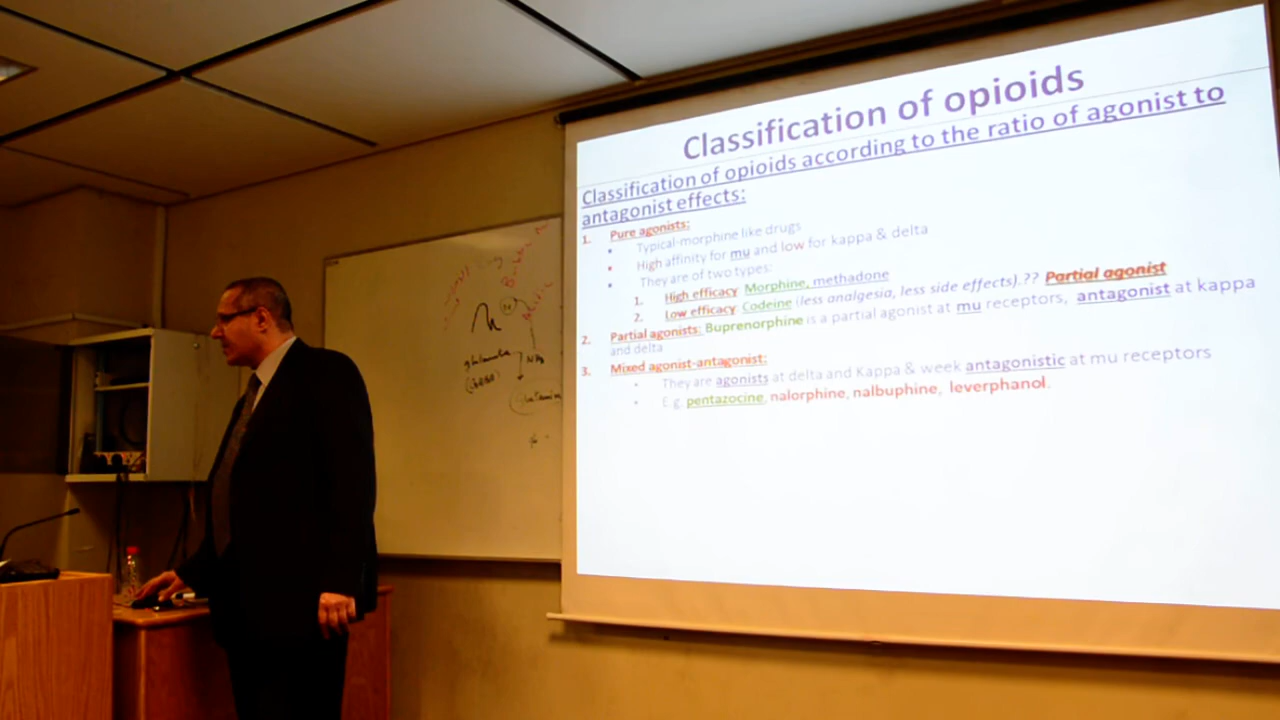 Classification of opioids
Classification of opioids according to the ratio of agonist to
antagonist effects:
1. Pure agonists:
• Typical-morphine like drugs
• High affinity for mu and low for kappa & delta
• They are of two types:
1. High efficacy: Morphine, methadone
2. Low efficacy: Codeine (less analgesia, less side effects).?? Partial agonist
2. Partial agonists: Buprenorphine is a partial agonist at mu receptors, antagonist at kappa
and delta
3. Mixed agonist-antagonist:
• They are agonists at delta and Kappa & week antagonistic at mu receptors
• E.g. pentazocine, nalorphine, nalbuphine, leverphanol.